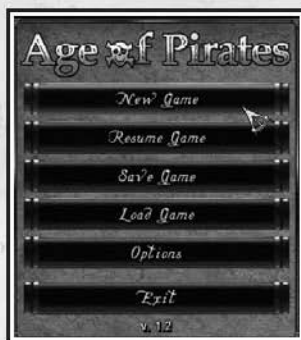 Age of Pirates
New Game
Resume Game
Save Game
Load Game
Options
Exit
v. 1.2